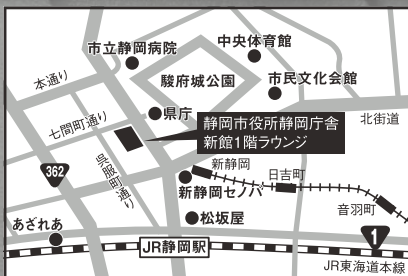 市立静岡病院
中央体育館
本通り
駿府城公園
市民文化会館
七間町通り
県庁
北街道
静岡市役所静岡庁舎
新館1階ラウンジ
呉服町通り
362
新静岡
日吉町
新静岡セノバ
音羽町
あざれあ
松坂屋
1
JR静岡駅
JR東海道本線